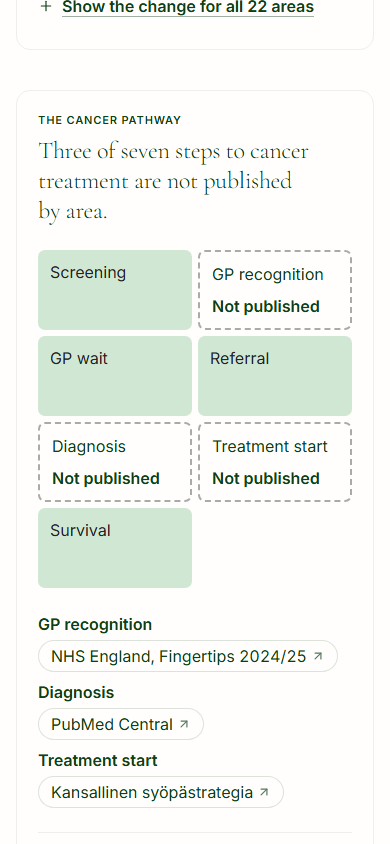 + Show the change for all 22 areas
THE CANCER PATHWAY
Three of seven steps to cancer
treatment are not published
by area.
Screening
GP recognition
Not published
GP wait
Referral
Diagnosis
Not published
Treatment start
Not published
Survival
GP recognition
NHS England, Fingertips 2024/25 ↗
Diagnosis
PubMed Central ↗
Treatment start
Kansallinen syöpästrategia ↗